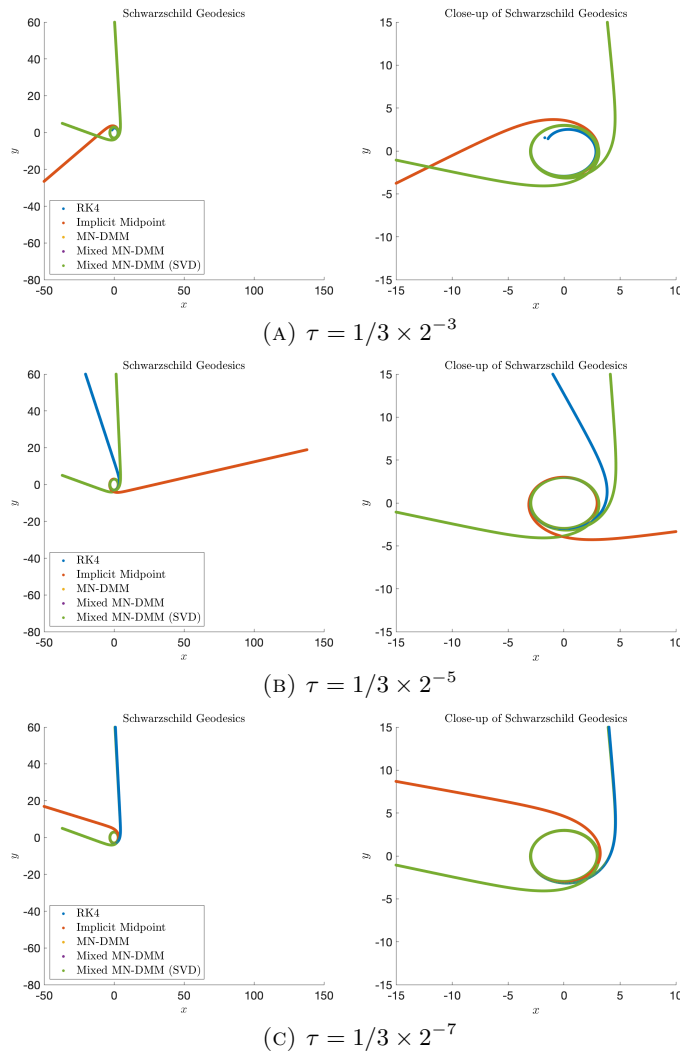 Schwarzschild Geodesics
60
40
20
0
-20
-40
-60
-80
y
-50
0
50
100
150
x
RK4
Implicit Midpoint
MN-DMM
Mixed MN-DMM
Mixed MN-DMM (SVD)
Close-up of Schwarzschild Geodesics
15
10
5
0
-5
-10
-15
y
-15
-10
-5
0
5
10
x
(A) τ = 1/3 × 2⁻³
Schwarzschild Geodesics
60
40
20
0
-20
-40
-60
-80
y
-50
0
50
100
150
x
RK4
Implicit Midpoint
MN-DMM
Mixed MN-DMM
Mixed MN-DMM (SVD)
Close-up of Schwarzschild Geodesics
15
10
5
0
-5
-10
-15
y
-15
-10
-5
0
5
10
x
(B) τ = 1/3 × 2⁻⁵
Schwarzschild Geodesics
60
40
20
0
-20
-40
-60
-80
y
-50
0
50
100
150
x
RK4
Implicit Midpoint
MN-DMM
Mixed MN-DMM
Mixed MN-DMM (SVD)
Close-up of Schwarzschild Geodesics
15
10
5
0
-5
-10
-15
y
-15
-10
-5
0
5
10
x
(C) τ = 1/3 × 2⁻⁷